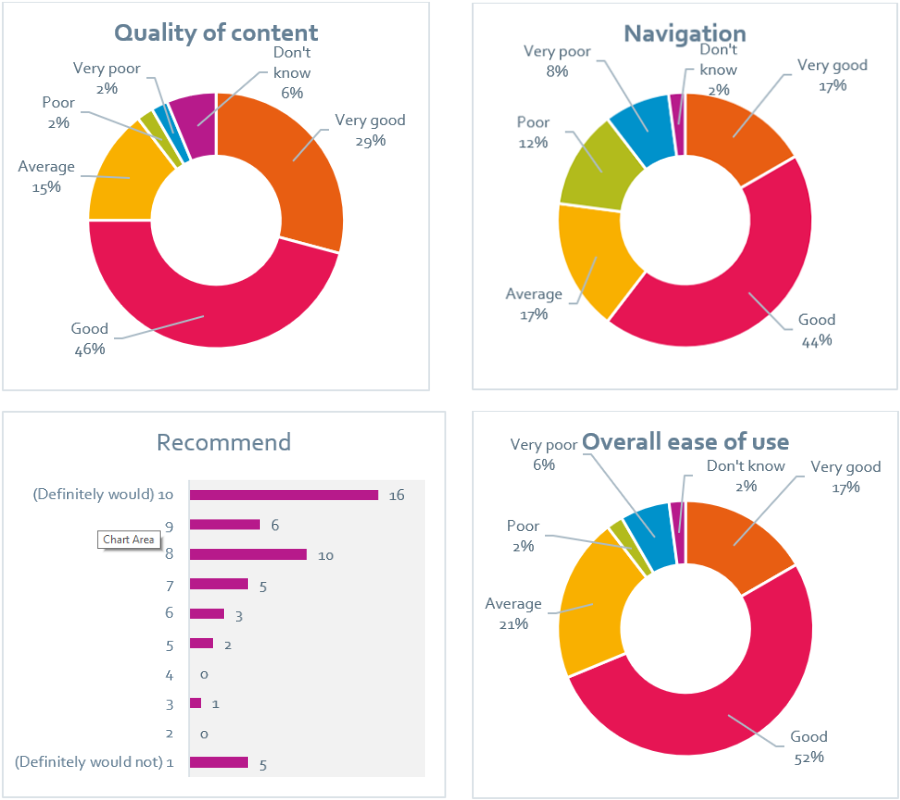 Quality of content
Don't
know
6%
Very poor
2%
Poor
2%
Very good
29%
Average
15%
Good
46%
Navigation
Very poor
8%
Don't
know
2%
Very good
17%
Poor
12%
Average
17%
Good
44%
Recommend
(Definitely would) 10 16
9 6
Chart Area
8 10
7 5
6 3
5 2
4 0
3 1
2 0
(Definitely would not) 1 5
Overall ease of use
Very poor
6%
Don't know
2%
Very good
17%
Poor
2%
Average
21%
Good
52%